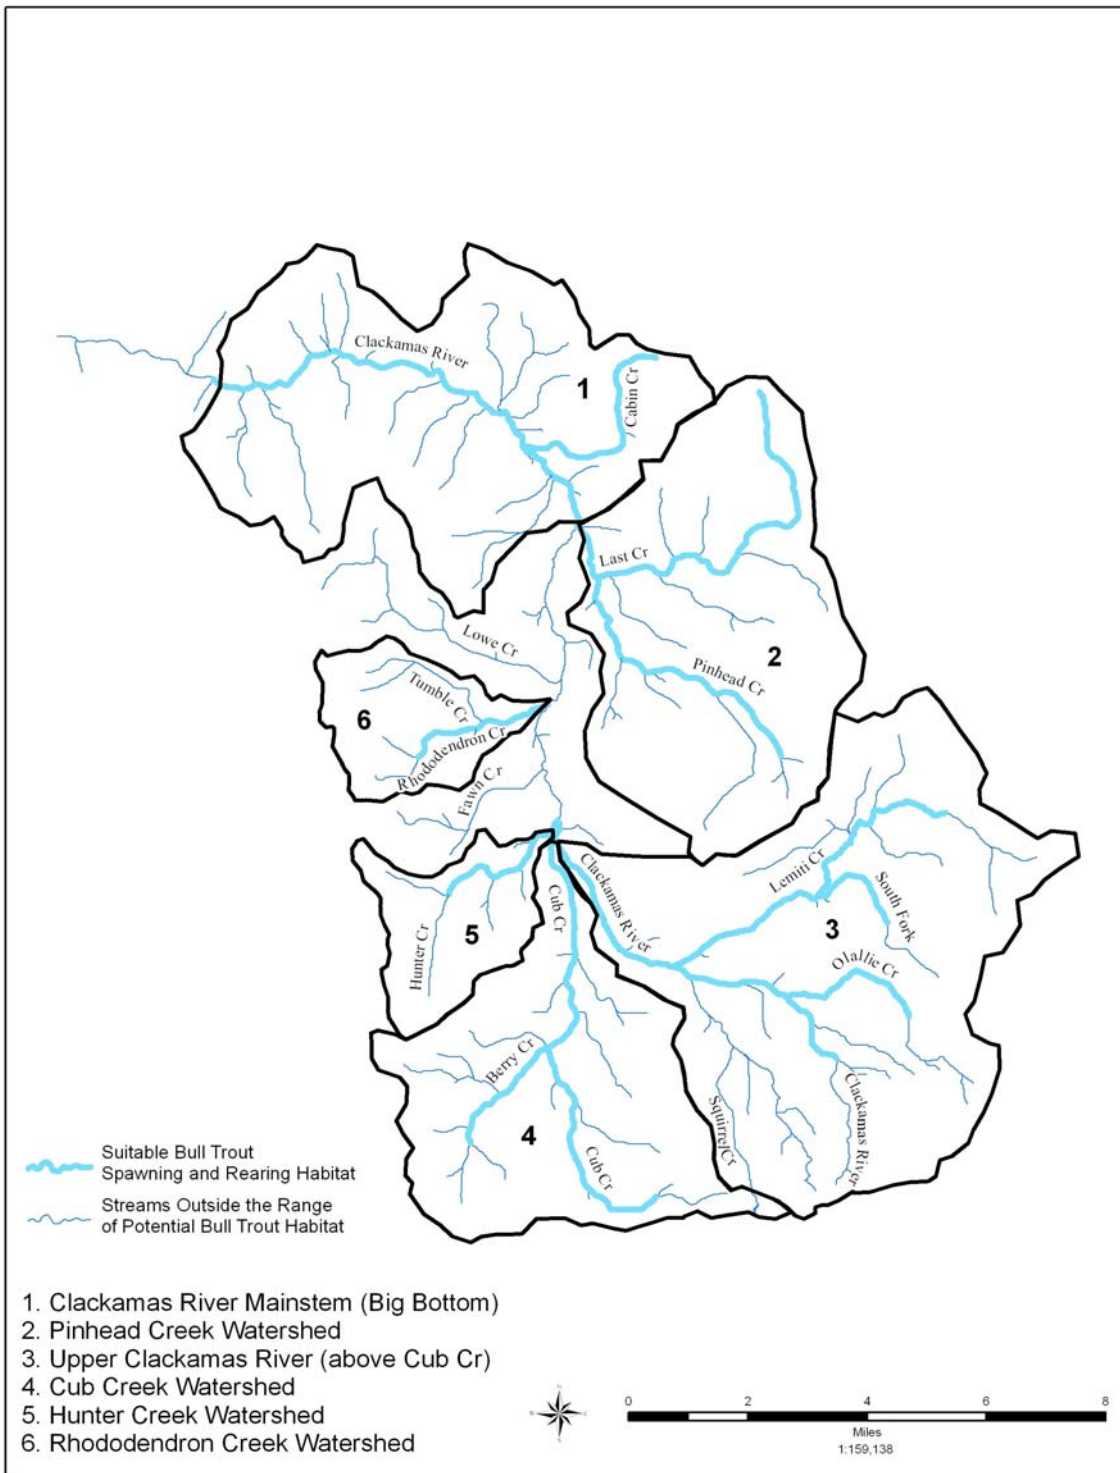 Clackamas River
1
Cabin Cr
Last Cr
Lowe Cr
2
Pinhead Cr
Tumble Cr
6
Rhododendron Cr
Fawn Cr
Lemiti Cr
Clackamas River
South Fork
Cub Cr
3
5
Hunter Cr
Olallie Cr
Berry Cr
Clackamas River
Squirrel Cr
4
Cub Cr
Suitable Bull Trout
Spawning and Rearing Habitat
Streams Outside the Range
of Potential Bull Trout Habitat
1. Clackamas River Mainstem (Big Bottom)
2. Pinhead Creek Watershed
3. Upper Clackamas River (above Cub Cr)
4. Cub Creek Watershed
5. Hunter Creek Watershed
6. Rhododendron Creek Watershed
0 2 4 6 8
Miles
1:159,138